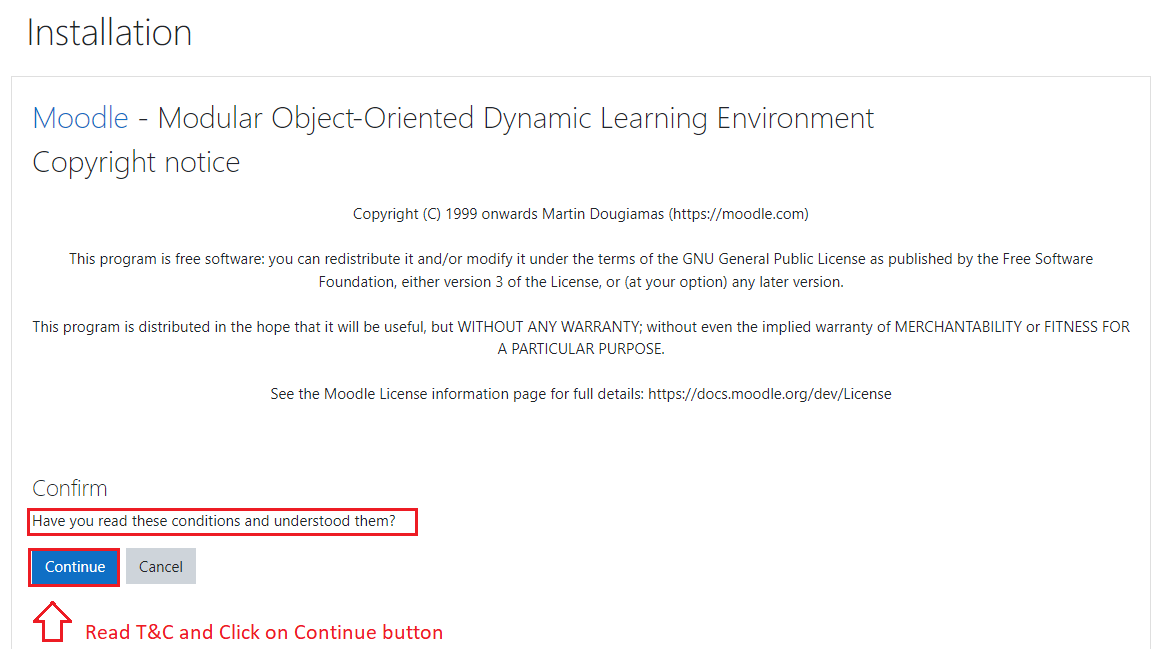 Installation
Moodle - Modular Object-Oriented Dynamic Learning Environment
Copyright notice
Copyright (C) 1999 onwards Martin Dougiamas (https://moodle.com)
This program is free software: you can redistribute it and/or modify it under the terms of the GNU General Public License as published by the Free Software
Foundation, either version 3 of the License, or (at your option) any later version.
This program is distributed in the hope that it will be useful, but WITHOUT ANY WARRANTY; without even the implied warranty of MERCHANTABILITY or FITNESS FOR
A PARTICULAR PURPOSE.
See the Moodle License information page for full details: https://docs.moodle.org/dev/License
Confirm
Have you read these conditions and understood them?
Continue Cancel
Read T&C and Click on Continue button